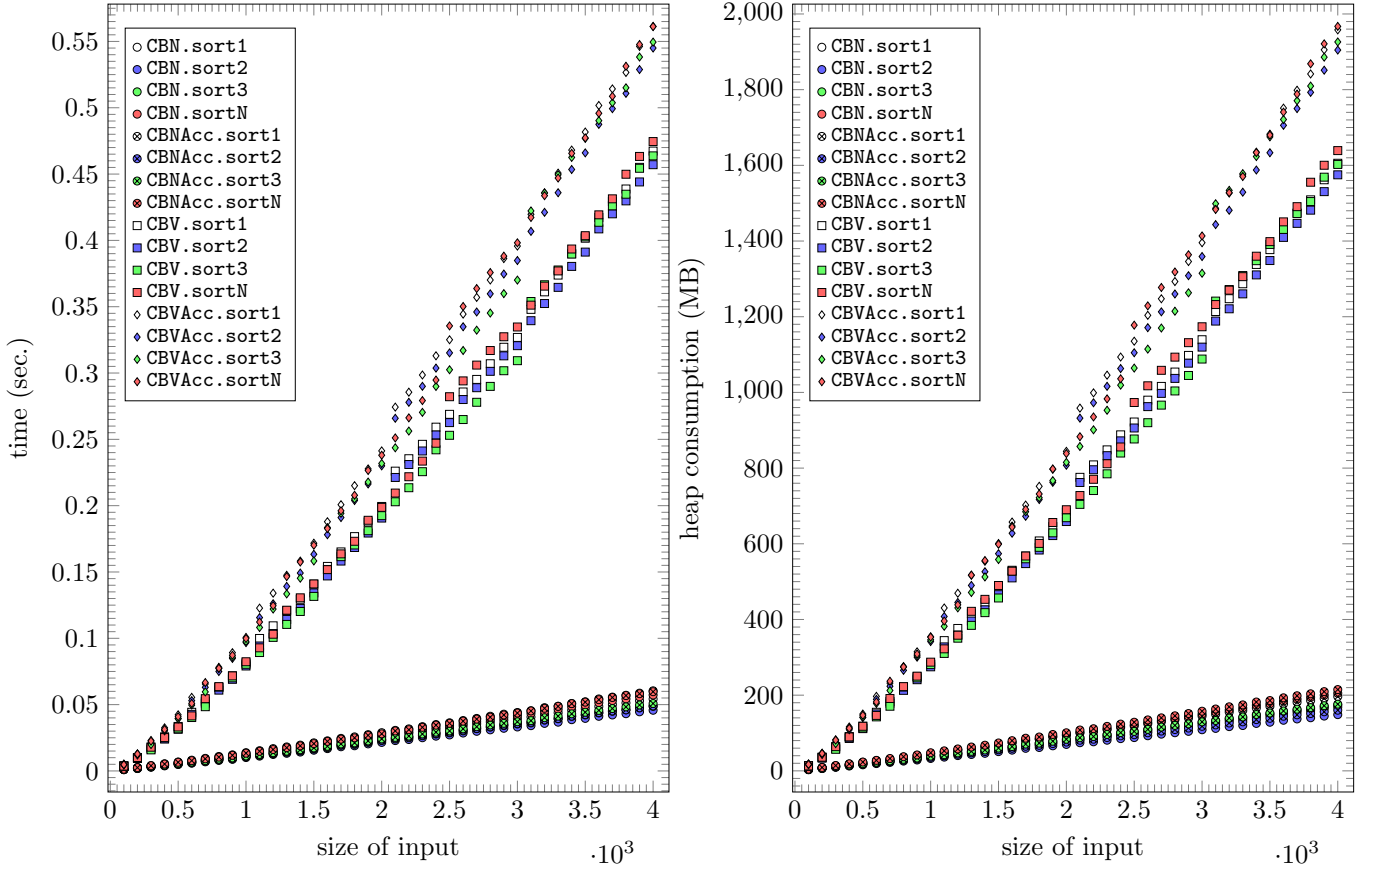 0.55
0.5
0.45
0.4
0.35
0.3
0.25
0.2
0.15
0.1
0.05
0
time (sec.)
CBN.sort1
CBN.sort2
CBN.sort3
CBN.sortN
CBNAcc.sort1
CBNAcc.sort2
CBNAcc.sort3
CBNAcc.sortN
CBV.sort1
CBV.sort2
CBV.sort3
CBV.sortN
CBVAcc.sort1
CBVAcc.sort2
CBVAcc.sort3
CBVAcc.sortN
0 0.5 1 1.5 2 2.5 3 3.5 4
size of input
·10³
2,000
1,800
1,600
1,400
1,200
1,000
800
600
400
200
0
heap consumption (MB)
CBN.sort1
CBN.sort2
CBN.sort3
CBN.sortN
CBNAcc.sort1
CBNAcc.sort2
CBNAcc.sort3
CBNAcc.sortN
CBV.sort1
CBV.sort2
CBV.sort3
CBV.sortN
CBVAcc.sort1
CBVAcc.sort2
CBVAcc.sort3
CBVAcc.sortN
0 0.5 1 1.5 2 2.5 3 3.5 4
size of input
·10³